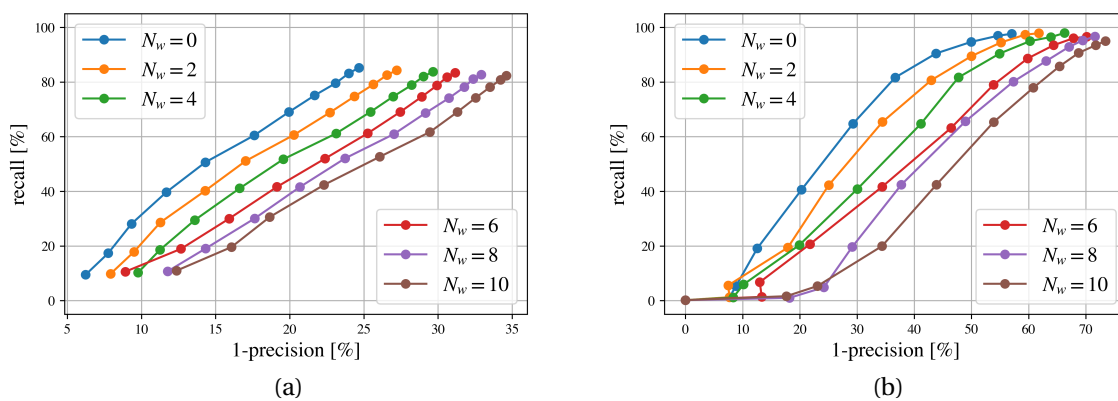 100
80
60
40
20
0
recall [%]
N_w = 0
N_w = 2
N_w = 4
N_w = 6
N_w = 8
N_w = 10
5 10 15 20 25 30 35
1-precision [%]
(a)
100
80
60
40
20
0
recall [%]
N_w = 0
N_w = 2
N_w = 4
N_w = 6
N_w = 8
N_w = 10
0 10 20 30 40 50 60 70
1-precision [%]
(b)